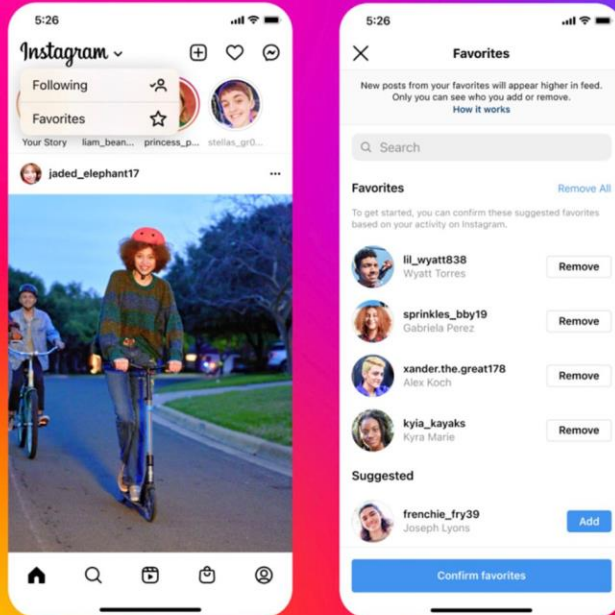 5:26
Instagram
Following
Favorites
Your Story liam_bean... princess_p... stellas_gr0...
jaded_elephant17
5:26
Favorites
New posts from your favorites will appear higher in feed.
Only you can see who you add or remove.
How it works
Search
Favorites Remove All
To get started, you can confirm these suggested favorites
based on your activity on Instagram.
lil_wyatt838
Wyatt Torres
Remove
sprinkles_bby19
Gabriela Perez
Remove
xander.the.great178
Alex Koch
Remove
kyia_kayaks
Kyra Marie
Remove
Suggested
frenchie_fry39
Joseph Lyons
Add
Confirm favorites